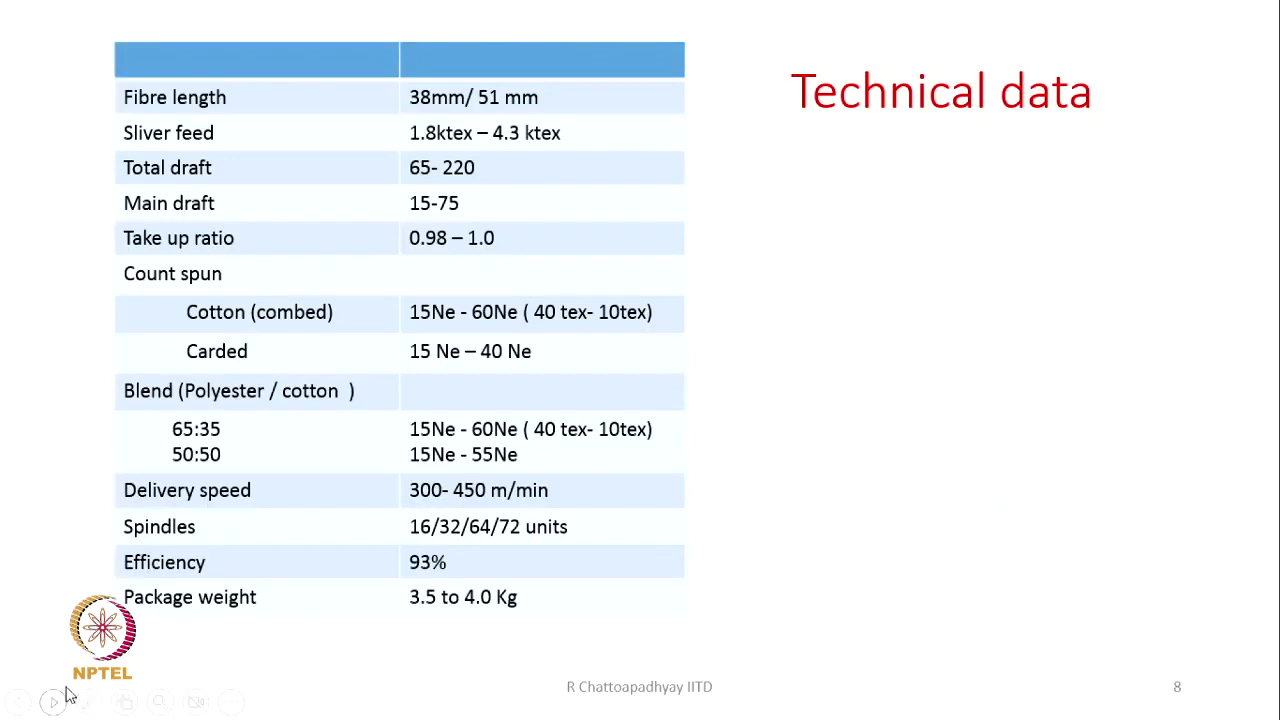 Technical data
Fibre length 38mm/ 51 mm
Sliver feed 1.8ktex – 4.3 ktex
Total draft 65- 220
Main draft 15-75
Take up ratio 0.98 – 1.0
Count spun
Cotton (combed) 15Ne - 60Ne ( 40 tex- 10tex)
Carded 15 Ne – 40 Ne
Blend (Polyester / cotton )
65:35 15Ne - 60Ne ( 40 tex- 10tex)
50:50 15Ne - 55Ne
Delivery speed 300- 450 m/min
Spindles 16/32/64/72 units
Efficiency 93%
Package weight 3.5 to 4.0 Kg
NPTEL
R Chattoapadhyay IITD 8